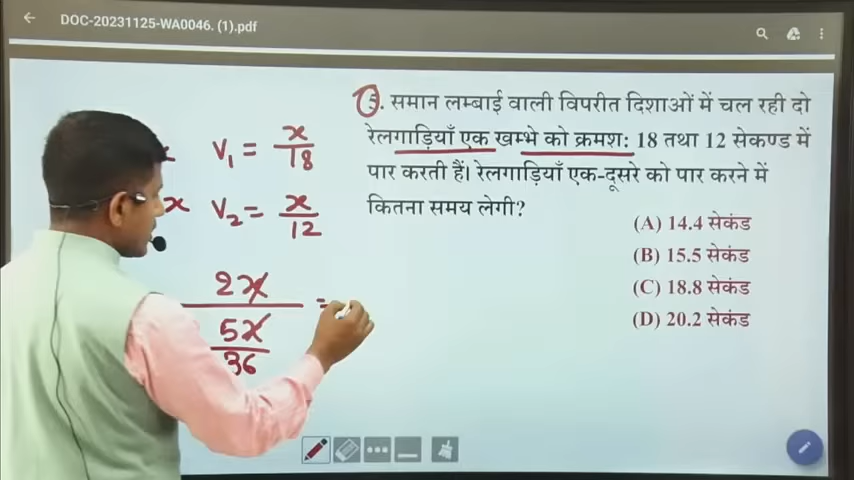 DOC-20231125-WA0046. (1).pdf
5. समान लम्बाई वाली विपरीत दिशाओं में चल रही दो
रेलगाड़ियाँ एक खम्भे को क्रमश: 18 तथा 12 सेकण्ड में
पार करती हैं। रेलगाड़ियाँ एक-दूसरे को पार करने में
कितना समय लेगी?
(A) 14.4 सेकंड
(B) 15.5 सेकंड
(C) 18.8 सेकंड
(D) 20.2 सेकंड
x V₁ = x/18
x V₂ = x/12
2x
5x
36
=